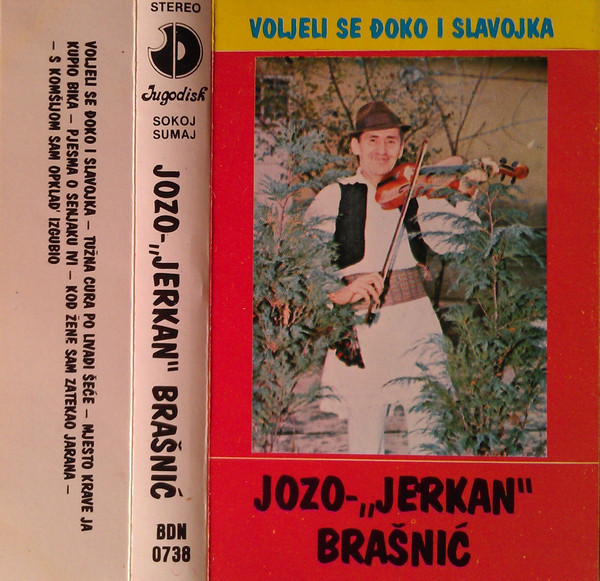 VOLJELI SE ĐOKO I SLAVOJKA – TUŽNA CURA PO LIVADI ŠEĆE – MJESTO KRAVE JA
KUPIO BIKA – PJESMA O SENJAKU IVI – KOD ŽENE SAM ZATEKAO JARANA –
– S KOMŠIJOM SAM OPKLAD' IZGUBIO
STEREO
Jugodisk
SOKOJ
SUMAJ
JOZO-„JERKAN" BRAŠNIĆ
BDN
0738
VOLJELI SE ĐOKO I SLAVOJKA
JOZO-„JERKAN"
BRAŠNIĆ